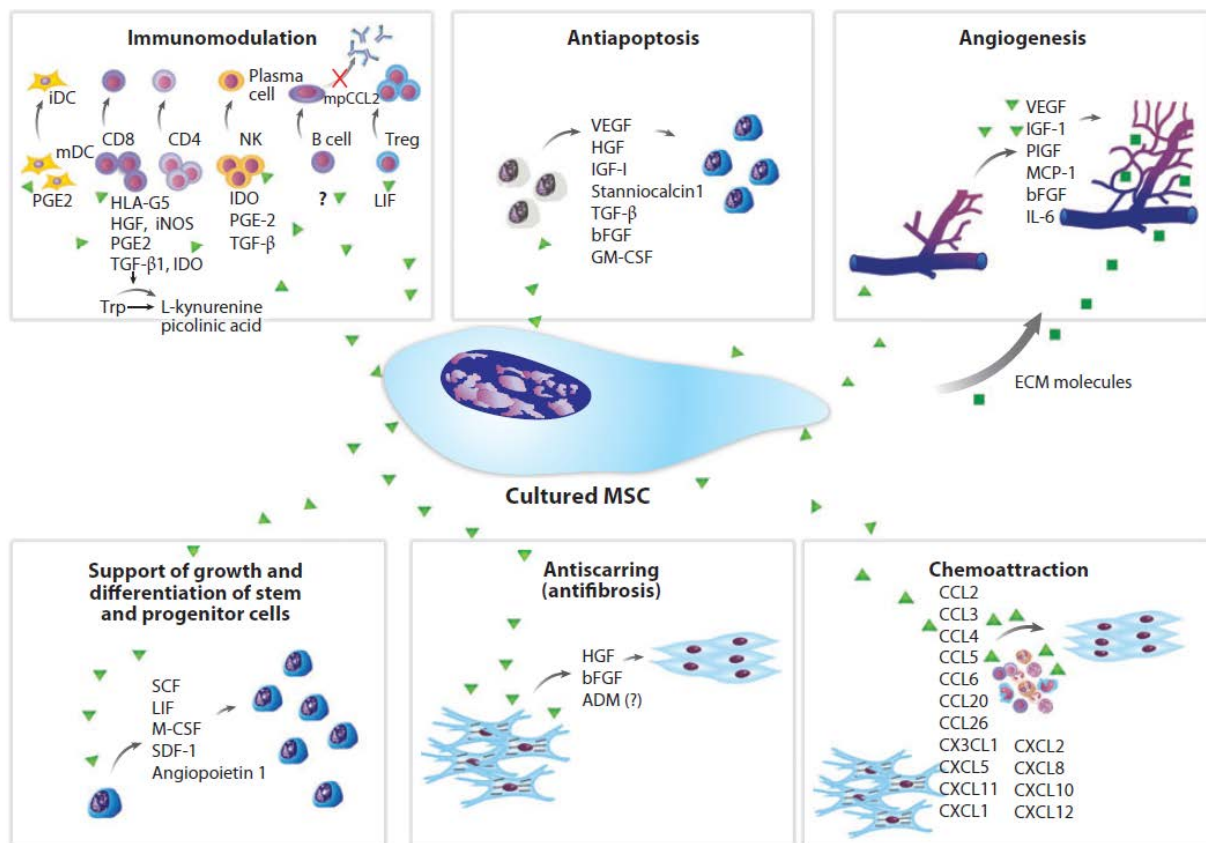 Immunomodulation
iDC
Plasma
cell
mpCCL2
mDC
CD8
CD4
NK
B cell
Treg
PGE2
HLA-G5
HGF, iNOS
PGE2
TGF-β1, IDO
IDO
PGE-2
TGF-β
?
LIF
Trp
L-kynurenine
picolinic acid
Antiapoptosis
VEGF
HGF
IGF-I
Stanniocalcin1
TGF-β
bFGF
GM-CSF
Angiogenesis
VEGF
IGF-1
PIGF
MCP-1
bFGF
IL-6
ECM molecules
Cultured MSC
Support of growth and
differentiation of stem
and progenitor cells
SCF
LIF
M-CSF
SDF-1
Angiopoietin 1
Antiscarring
(antifibrosis)
HGF
bFGF
ADM (?)
Chemoattraction
CCL2
CCL3
CCL4
CCL5
CCL6
CCL20
CCL26
CX3CL1 CXCL2
CXCL5 CXCL8
CXCL11 CXCL10
CXCL1 CXCL12